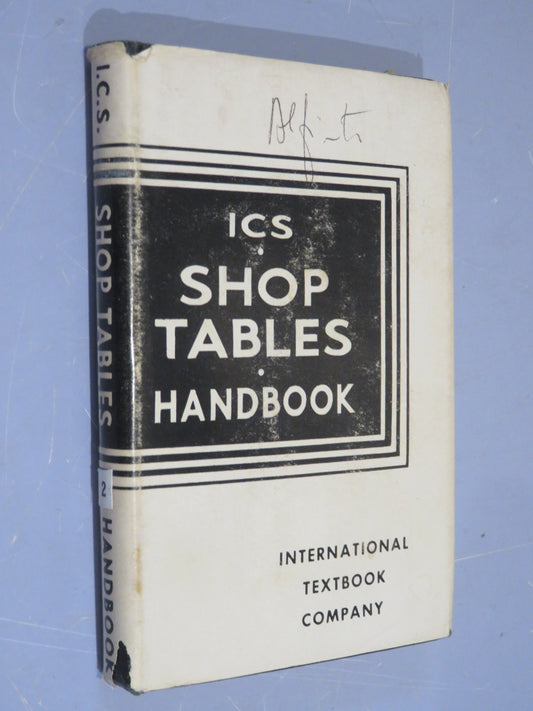 I.C.S. SHOP TABLES HANDBOOK
2
ICS
SHOP
TABLES
HANDBOOK
INTERNATIONAL
TEXTBOOK
COMPANY